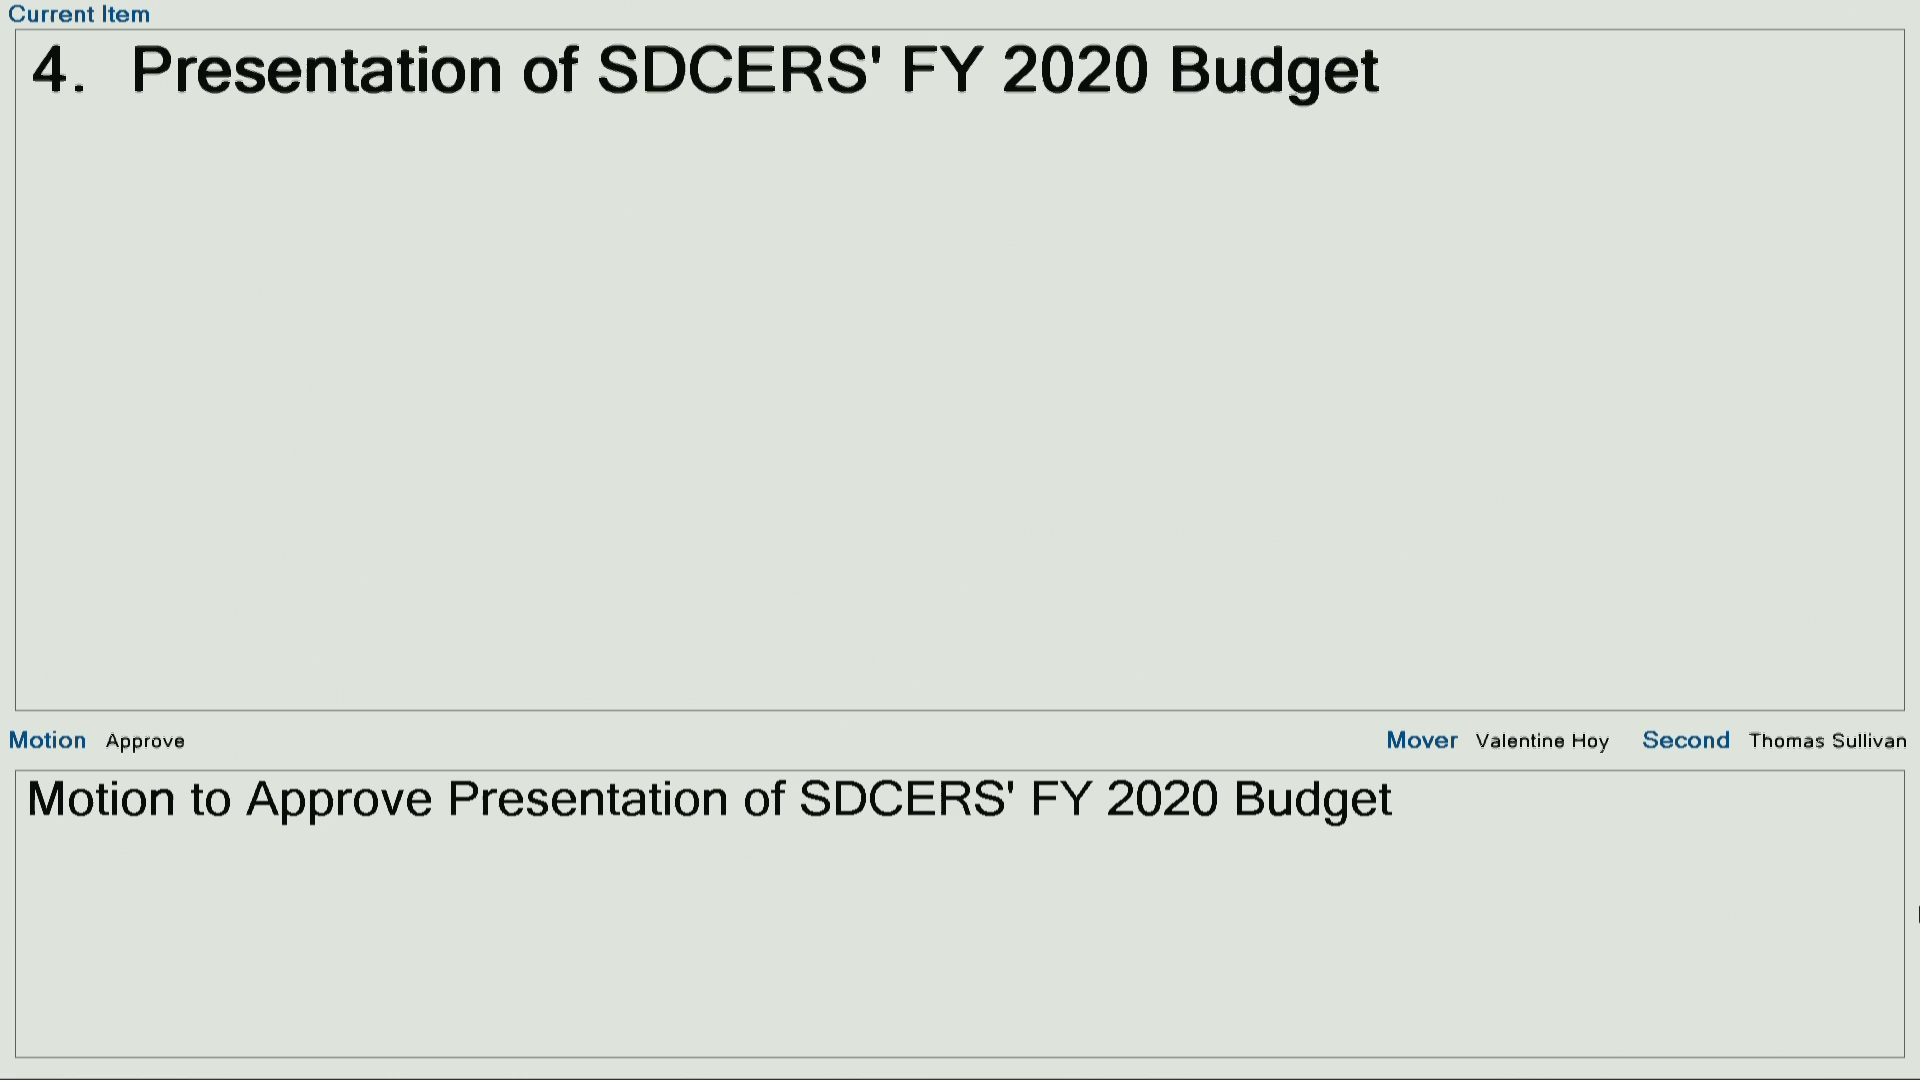 Current Item
4. Presentation of SDCERS' FY 2020 Budget
Motion Approve Mover Valentine Hoy Second Thomas Sullivan
Motion to Approve Presentation of SDCERS' FY 2020 Budget